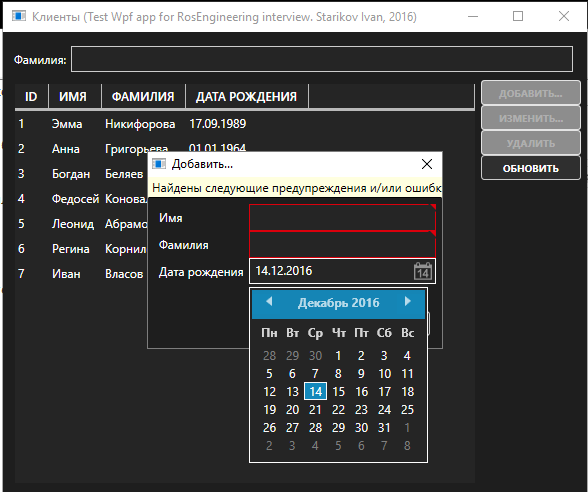 Клиенты (Test Wpf app for RosEngineering interview. Starikov Ivan, 2016)
Фамилия:
ID ИМЯ ФАМИЛИЯ ДАТА РОЖДЕНИЯ
ДОБАВИТЬ...
ИЗМЕНИТЬ...
УДАЛИТЬ
ОБНОВИТЬ
1 Эмма Никифорова 17.09.1989
2 Анна Григорьева 01.01.1964
3 Богдан Беляев
4 Федосей Коновал
5 Леонид Абрамо
6 Регина Корнил
7 Иван Власов
Добавить...
Найдены следующие предупреждения и/или ошибк
Имя
Фамилия
Дата рождения 14.12.2016 14
Декабрь 2016
Пн Вт Ср Чт Пт Сб Вс
28 29 30 1 2 3 4
5 6 7 8 9 10 11
12 13 14 15 16 17 18
19 20 21 22 23 24 25
26 27 28 29 30 31 1
2 3 4 5 6 7 8